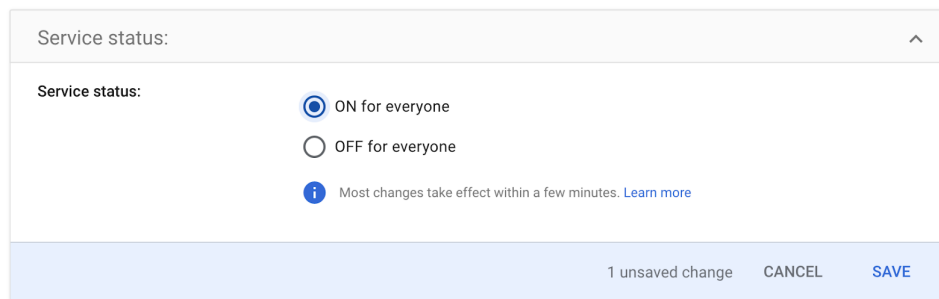 Service status:
Service status:
ON for everyone
OFF for everyone
Most changes take effect within a few minutes. Learn more
1 unsaved change CANCEL SAVE